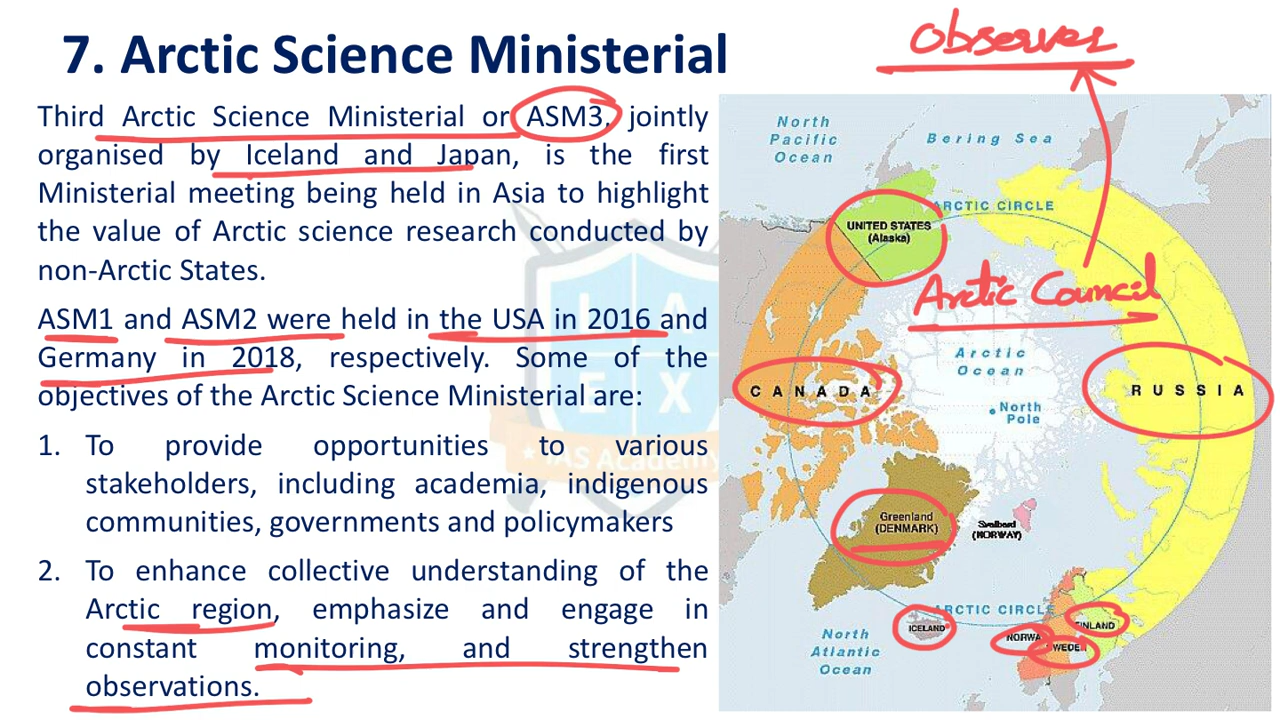 7. Arctic Science Ministerial
Observer
Third Arctic Science Ministerial or ASM3, jointly
organised by Iceland and Japan, is the first
Ministerial meeting being held in Asia to highlight
the value of Arctic science research conducted by
non-Arctic States.
ASM1 and ASM2 were held in the USA in 2016 and
Germany in 2018, respectively. Some of the
objectives of the Arctic Science Ministerial are:
1. To provide opportunities to various
stakeholders, including academia, indigenous
communities, governments and policymakers
2. To enhance collective understanding of the
Arctic region, emphasize and engage in
constant monitoring, and strengthen
observations.
I A
E X
IAS Academy
North
Pacific
Ocean
Bering Sea
ARCTIC CIRCLE
UNITED STATES
(Alaska)
Arctic Council
Arctic
Ocean
CANADA
RUSSIA
North
Pole
Greenland
(DENMARK)
Svalbard
(NORWAY)
ARCTIC CIRCLE
ICELAND
FINLAND
NORWA
SWEDEN
North
Atlantic
Ocean